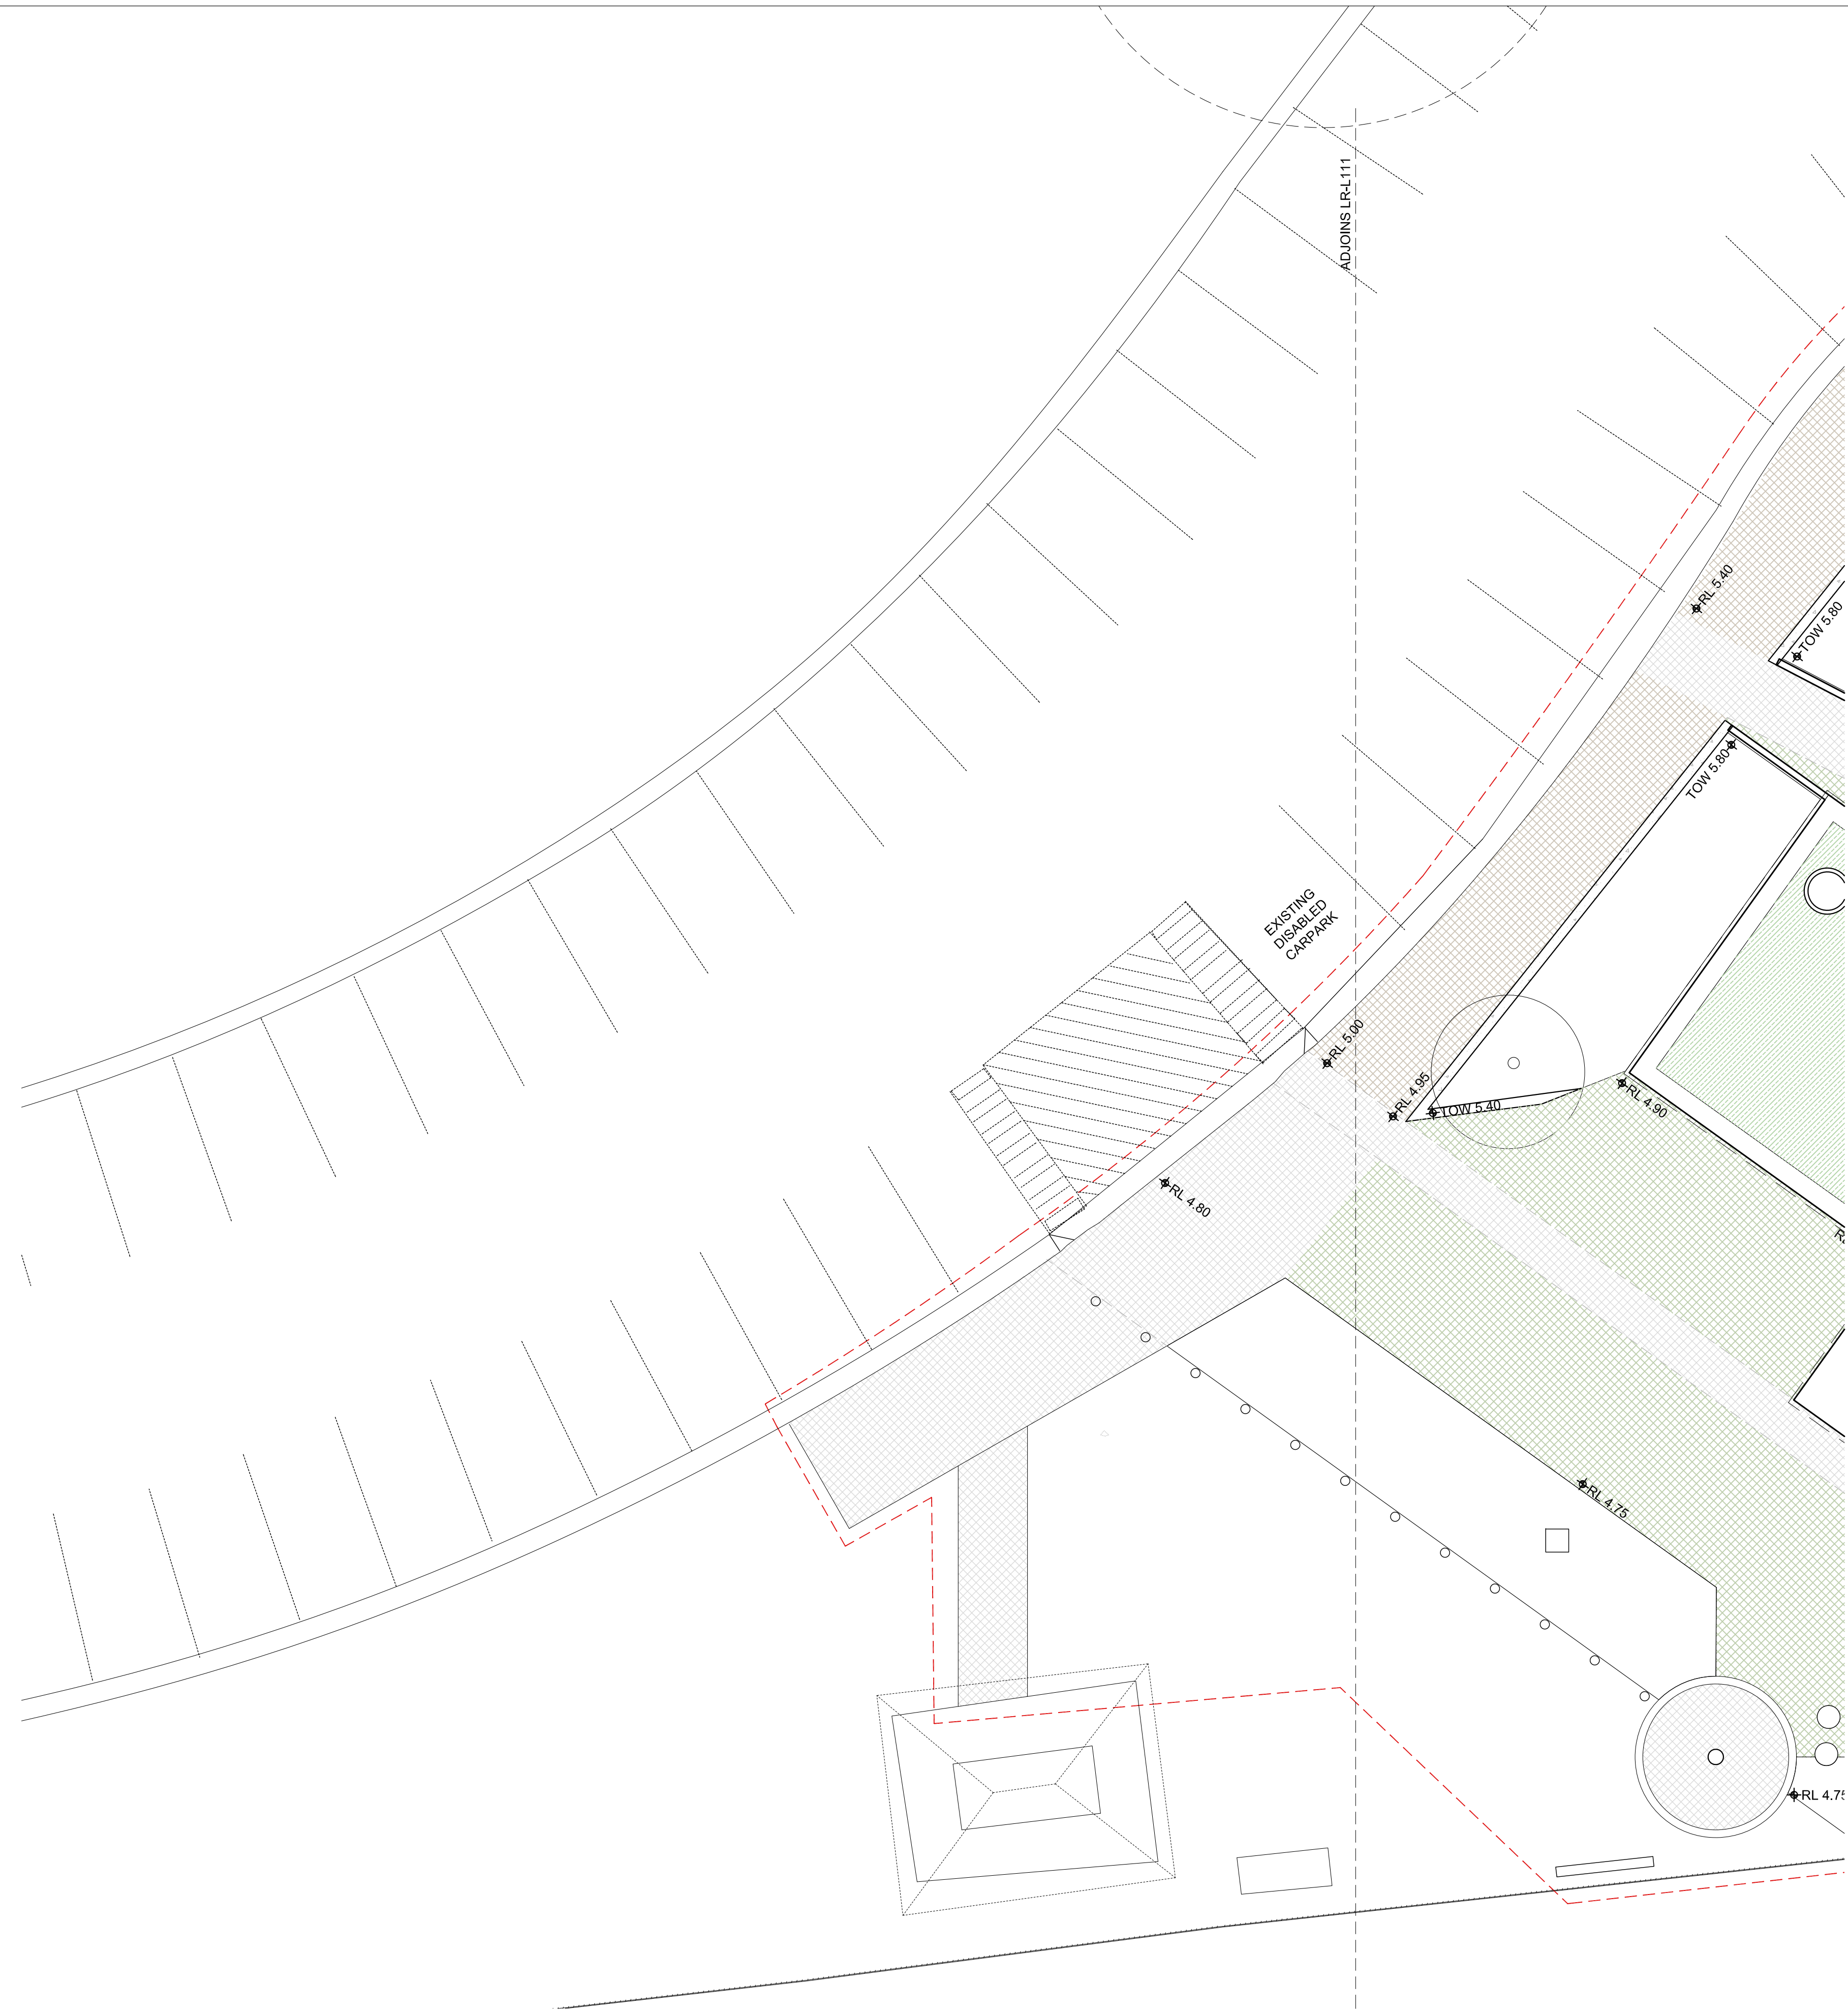 ADJOINS LR-L111
RL 5.40
TOW 5.80
TOW 5.80
EXISTING
DISABLED
CARPARK
RL 5.00
RL 4.95
TOW 5.40
RL 4.90
RL 4.80
RL 4.75
RL 4.75